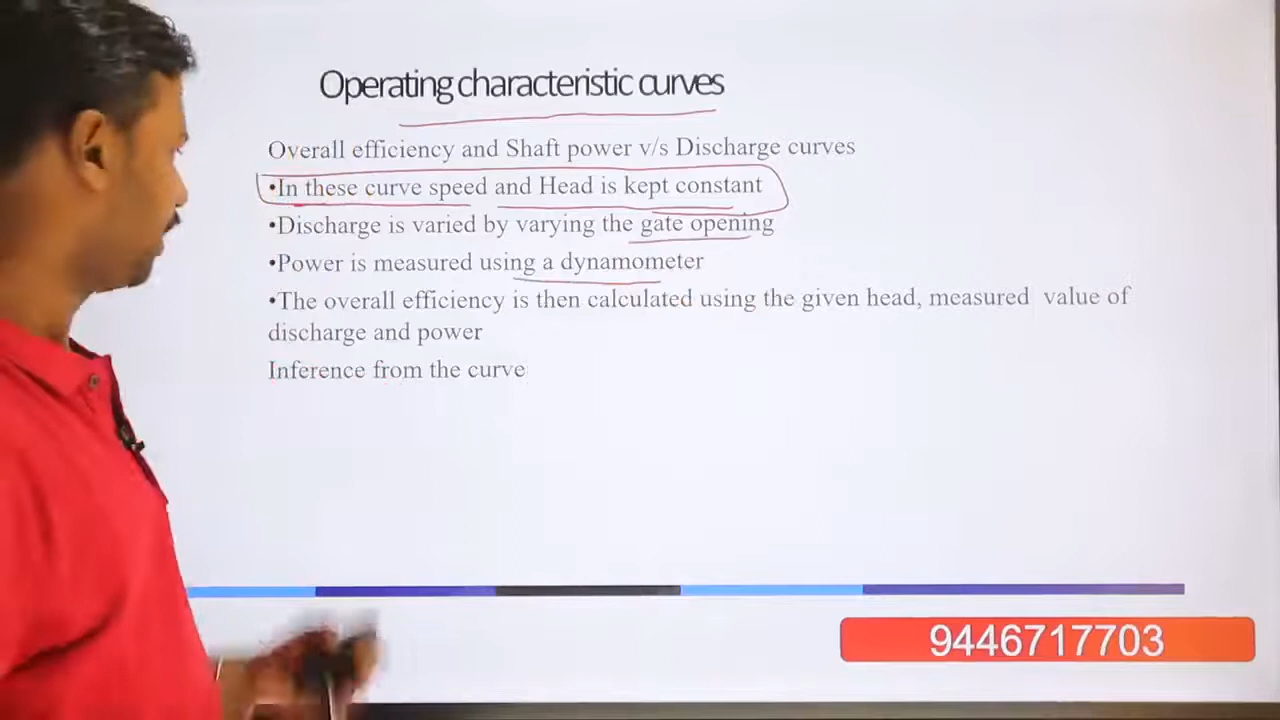 Operating characteristic curves
Overall efficiency and Shaft power v/s Discharge curves
•In these curve speed and Head is kept constant
•Discharge is varied by varying the gate opening
•Power is measured using a dynamometer
•The overall efficiency is then calculated using the given head, measured value of
discharge and power
Inference from the curve
9446717703